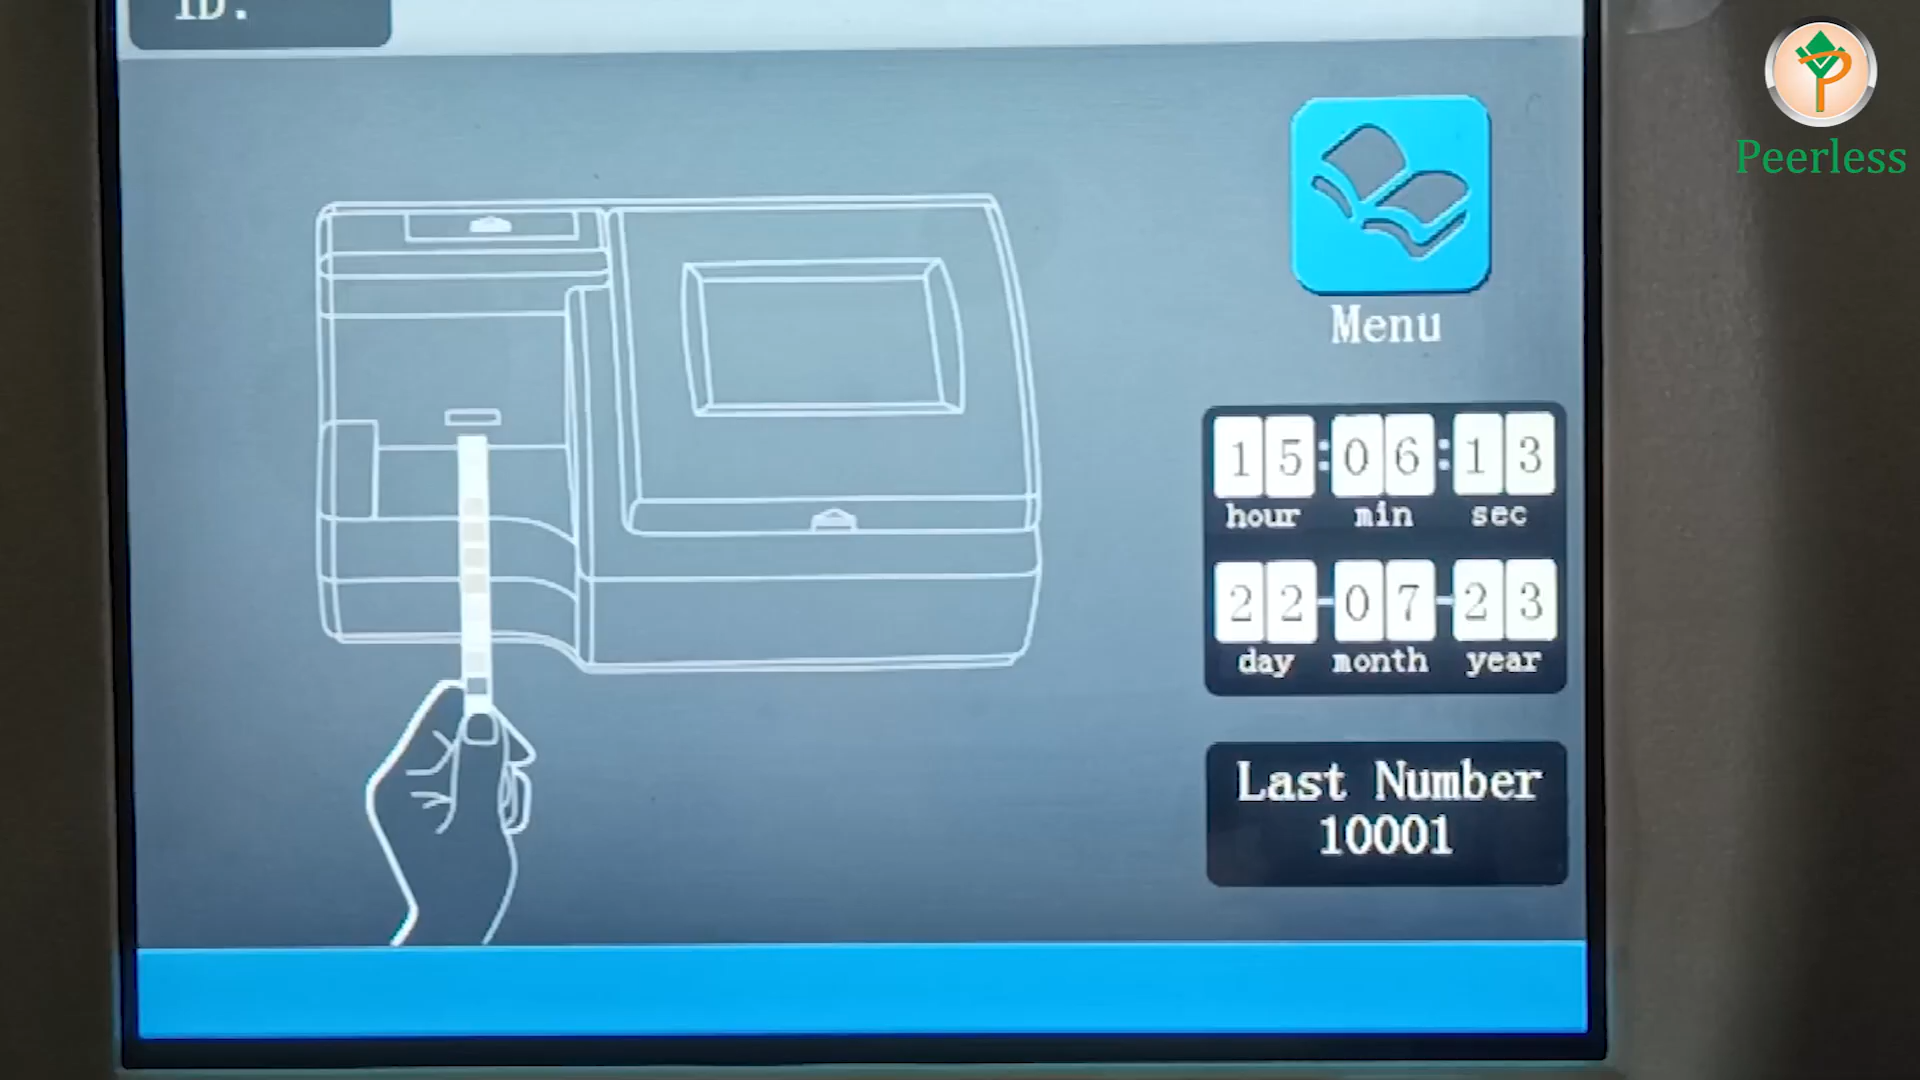 ID:
Peerless
Menu
15:06:13
hour min sec
22-07-23
day month year
Last Number
10001